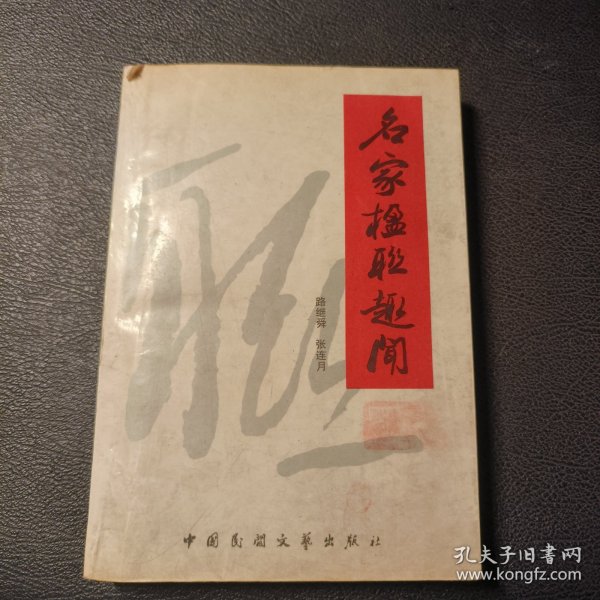 名家楹联趣闻
路继舜 张连月
联
中国民间文艺出版社
孔夫子旧书网
www.kongfz.com